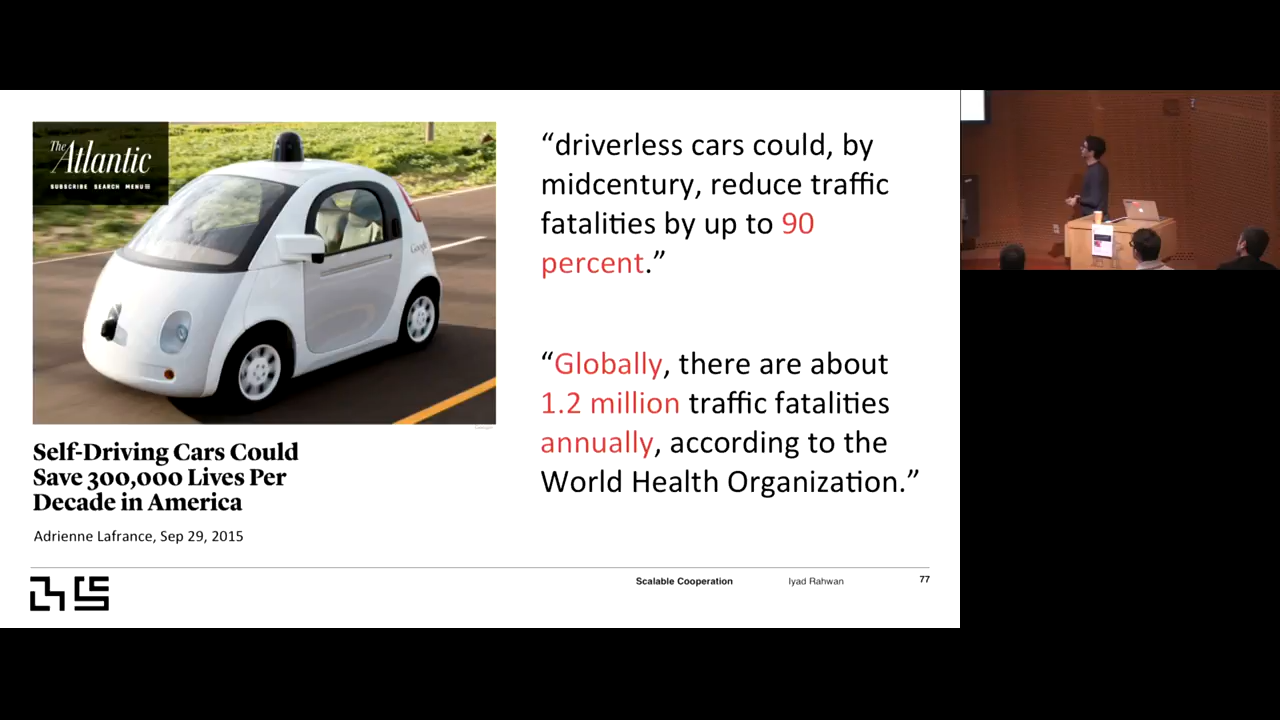 The Atlantic
SUBSCRIBE SEARCH MENU
Google
Self-Driving Cars Could
Save 300,000 Lives Per
Decade in America
Adrienne Lafrance, Sep 29, 2015
“driverless cars could, by
midcentury, reduce traffic
fatalities by up to 90
percent.”
“Globally, there are about
1.2 million traffic fatalities
annually, according to the
World Health Organization.”
Scalable Cooperation
Iyad Rahwan
77